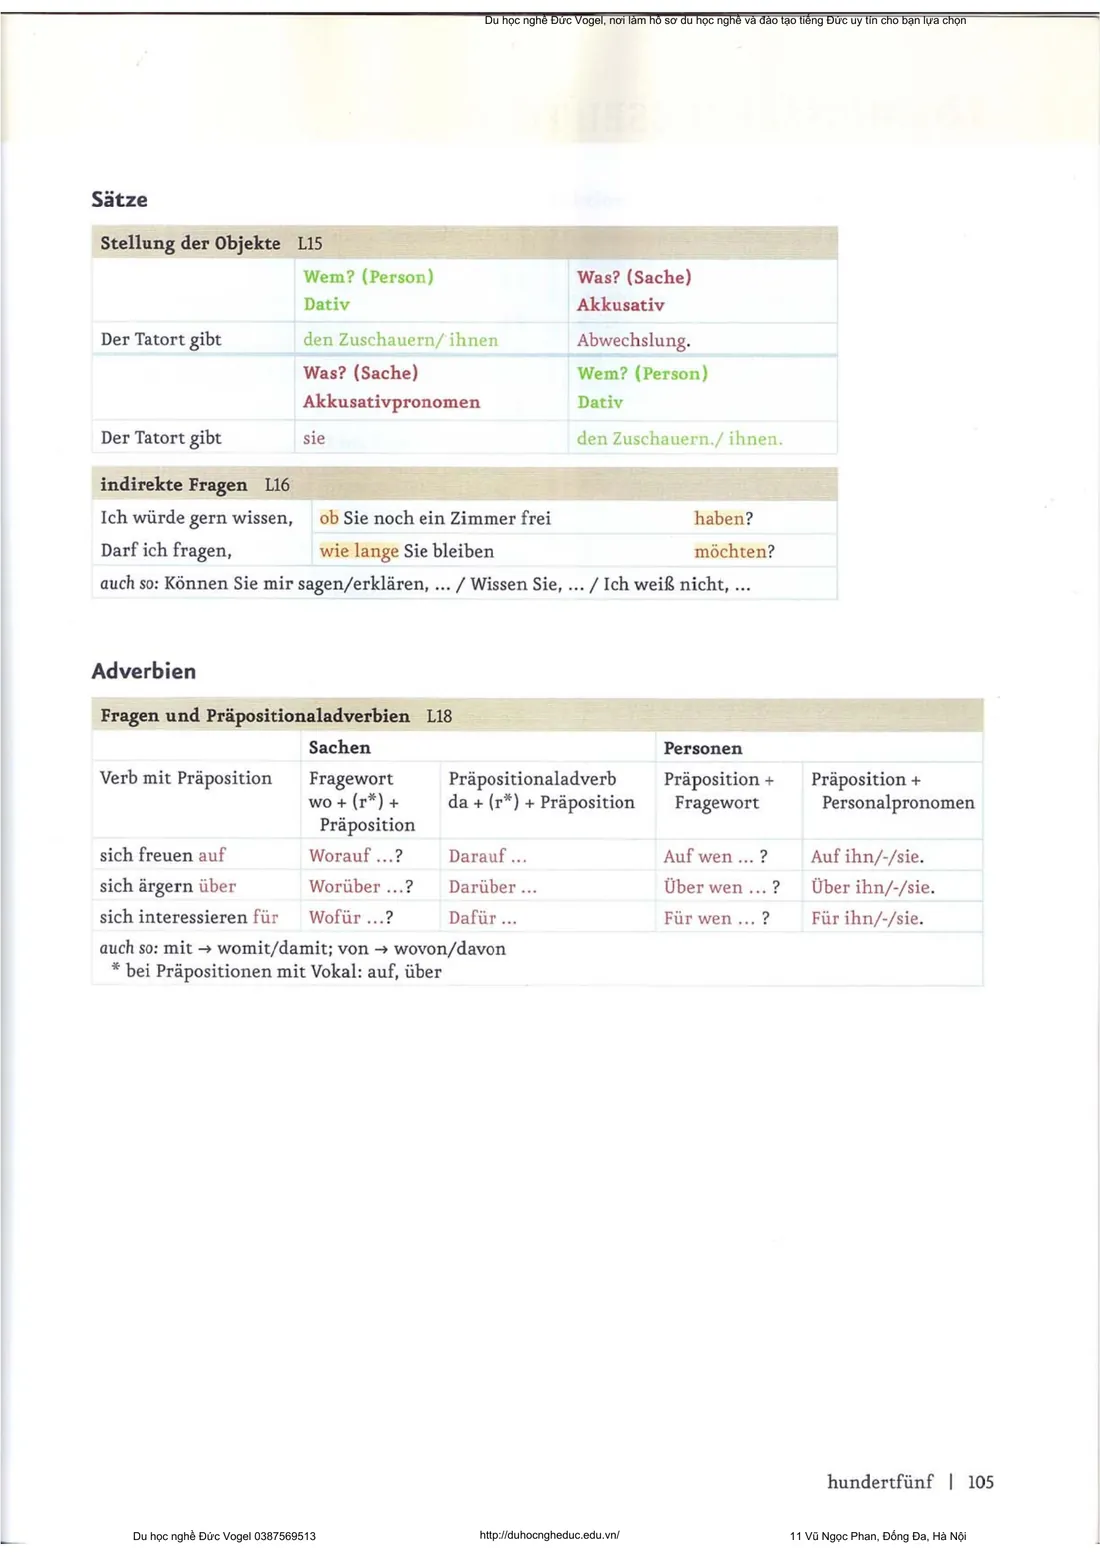 Du học nghề Đức Vogel, nơi làm hồ sơ du học nghề và đào tạo tiếng Đức uy tín cho bạn lựa chọn
Sätze
Stellung der Objekte L15
Wem? (Person) Was? (Sache)
Dativ Akkusativ
Der Tatort gibt den Zuschauern/ ihnen Abwechslung.
Was? (Sache) Wem? (Person)
Akkusativpronomen Dativ
Der Tatort gibt sie den Zuschauern./ ihnen.
indirekte Fragen L16
Ich würde gern wissen, ob Sie noch ein Zimmer frei haben?
Darf ich fragen, wie lange Sie bleiben möchten?
auch so: Können Sie mir sagen/erklären, ... / Wissen Sie, ... / Ich weiß nicht, ...
Adverbien
Fragen und Präpositionaladverbien L18
Sachen Personen
Verb mit Präposition Fragewort Präpositionaladverb Präposition + Präposition +
wo + (r*) + da + (r*) + Präposition Fragewort Personalpronomen
Präposition
sich freuen auf Worauf ...? Darauf ... Auf wen ... ? Auf ihn/-/sie.
sich ärgern über Worüber ...? Darüber ... Über wen ... ? Über ihn/-/sie.
sich interessieren für Wofür ...? Dafür ... Für wen ... ? Für ihn/-/sie.
auch so: mit → womit/damit; von → wovon/davon
* bei Präpositionen mit Vokal: auf, über
hundertfünf | 105
Du học nghề Đức Vogel 0387569513 http://duhocngheduc.edu.vn/ 11 Vũ Ngọc Phan, Đống Đa, Hà Nội